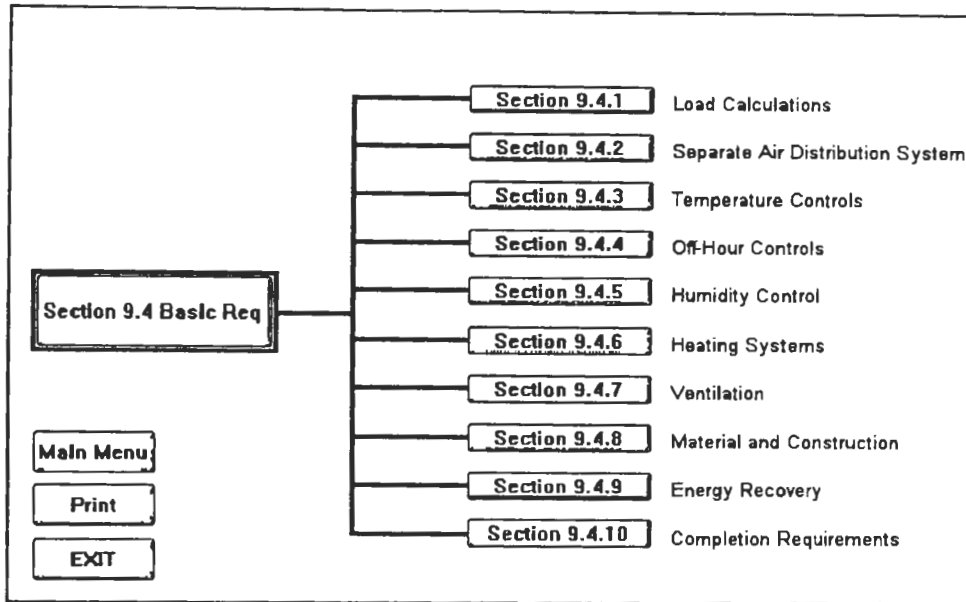 Section 9.4.1 Load Calculations
Section 9.4.2 Separate Air Distribution System
Section 9.4.3 Temperature Controls
Section 9.4.4 Off-Hour Controls
Section 9.4.5 Humidity Control
Section 9.4 Basic Req
Section 9.4.6 Heating Systems
Section 9.4.7 Ventilation
Section 9.4.8 Material and Construction
Section 9.4.9 Energy Recovery
Section 9.4.10 Completion Requirements
Main Menu
Print
EXIT